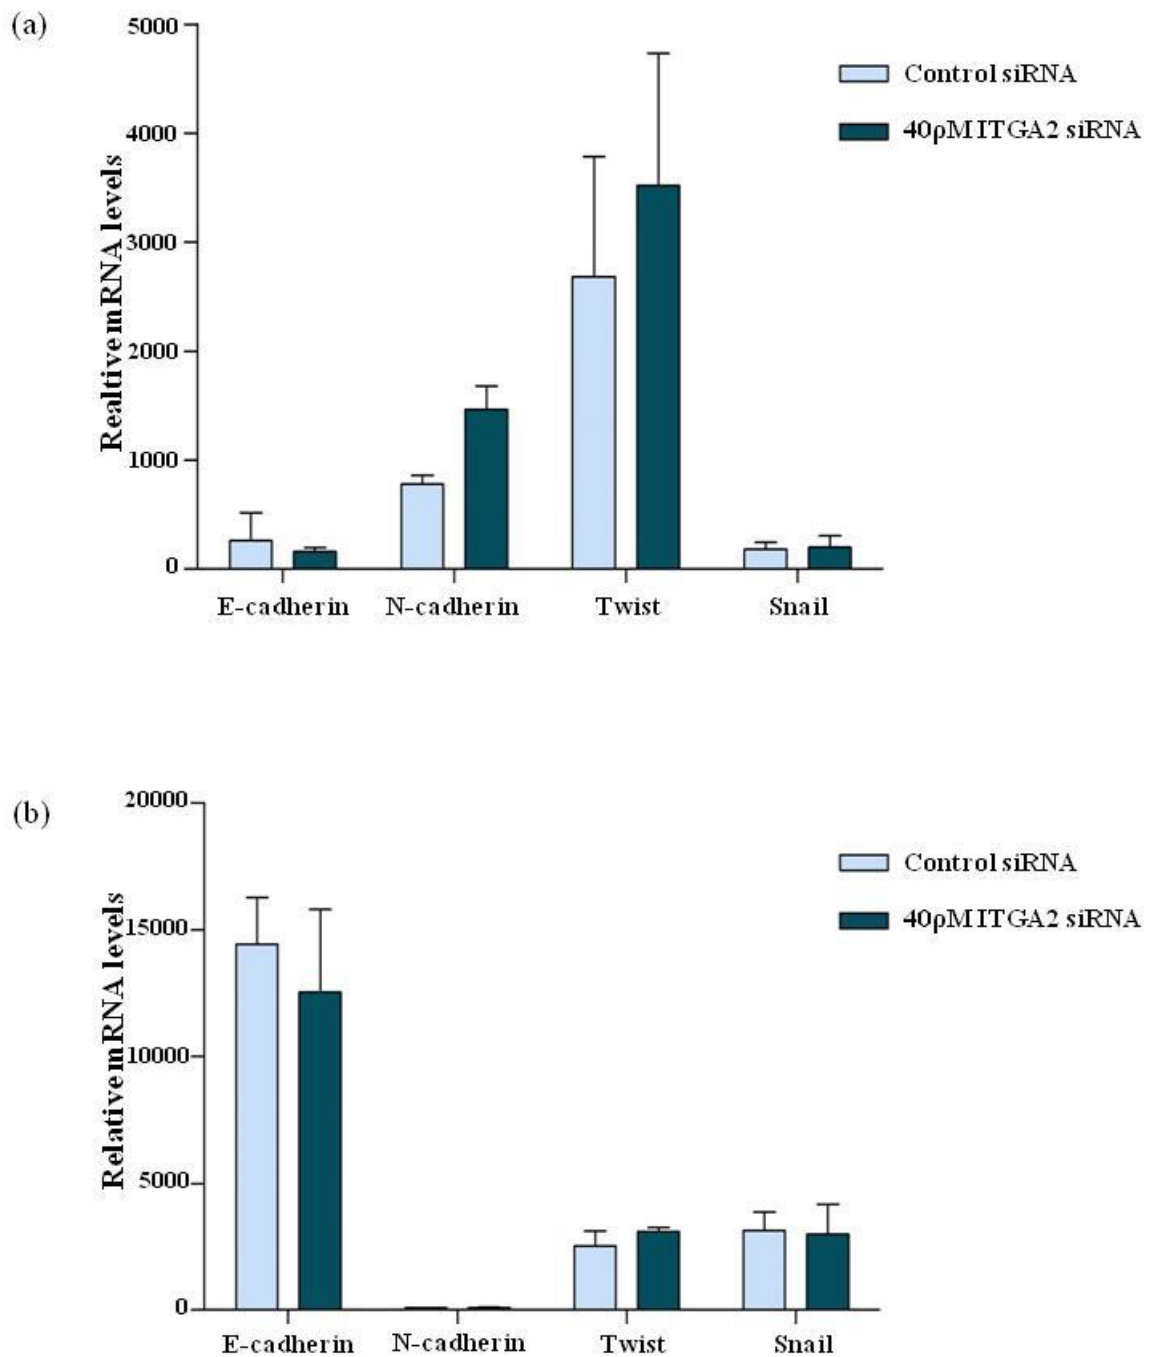 (a)
5000
4000
3000
2000
1000
0
Realtive mRNA levels
Control siRNA
40ρM ITGA2 siRNA
E-cadherin N-cadherin Twist Snail
(b)
20000
15000
10000
5000
0
Relative mRNA levels
Control siRNA
40ρM ITGA2 siRNA
E-cadherin N-cadherin Twist Snail